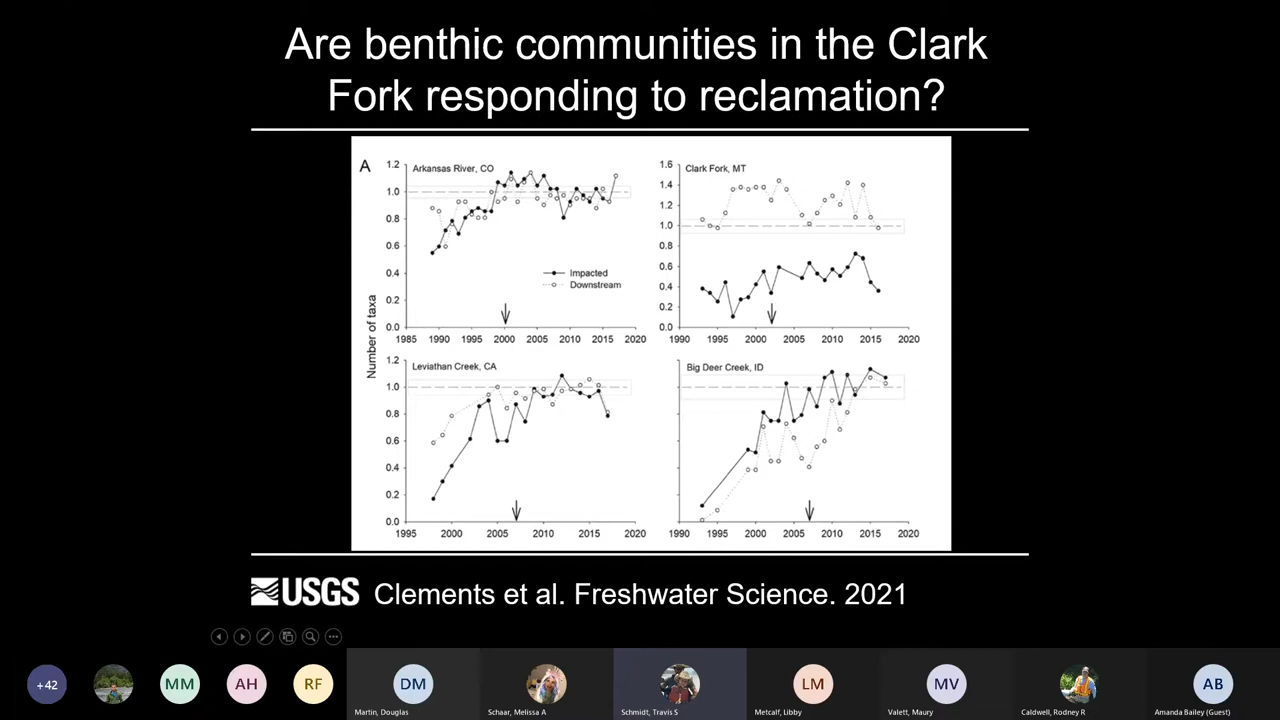 Are benthic communities in the Clark
Fork responding to reclamation?
A
Number of taxa
Arkansas River, CO
1.2
1.0
0.8
0.6
0.4
0.2
0.0
Impacted
Downstream
1985 1990 1995 2000 2005 2010 2015 2020
Clark Fork, MT
1.6
1.4
1.2
1.0
0.8
0.6
0.4
0.2
0.0
1990 1995 2000 2005 2010 2015 2020
Leviathan Creek, CA
1.2
1.0
0.8
0.6
0.4
0.2
0.0
1995 2000 2005 2010 2015 2020
Big Deer Creek, ID
1990 1995 2000 2005 2010 2015 2020
USGS Clements et al. Freshwater Science. 2021
+42 MM AH RF DM LM MV AB
Martin, Douglas Schaar, Melissa A Schmidt, Travis S Metcalf, Libby Valett, Maury Caldwell, Rodney R Amanda Bailey (Guest)